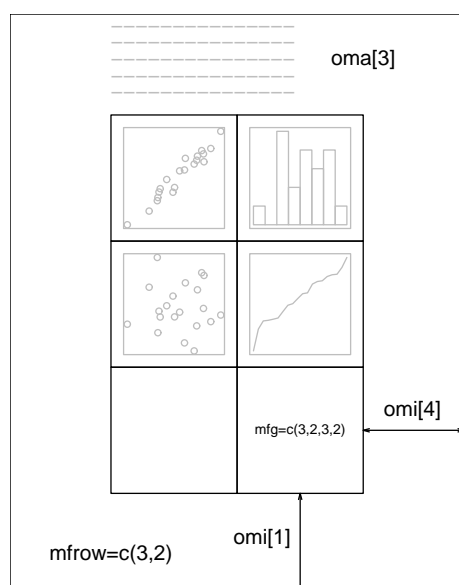 oma[3]
omi[4]
mfg=c(3,2,3,2)
omi[1]
mfrow=c(3,2)